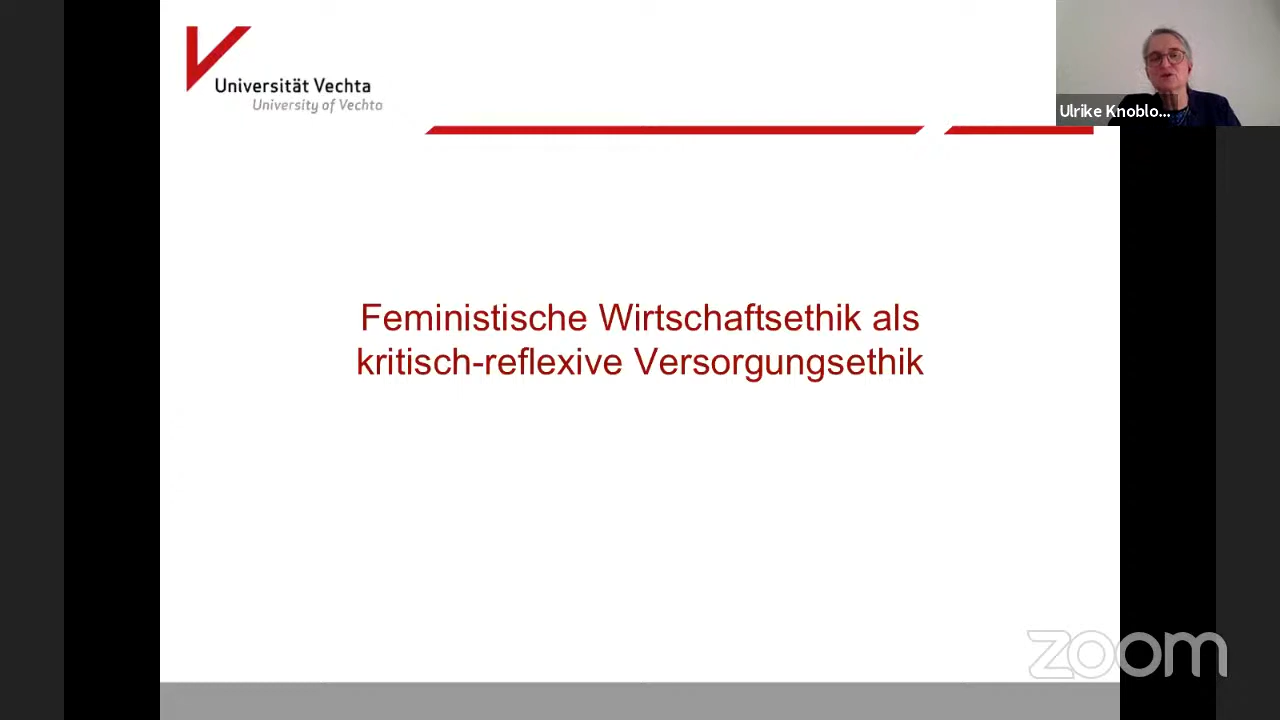 Universität Vechta
University of Vechta
Ulrike Knoblo...
Feministische Wirtschaftsethik als
kritisch-reflexive Versorgungsethik
zoom